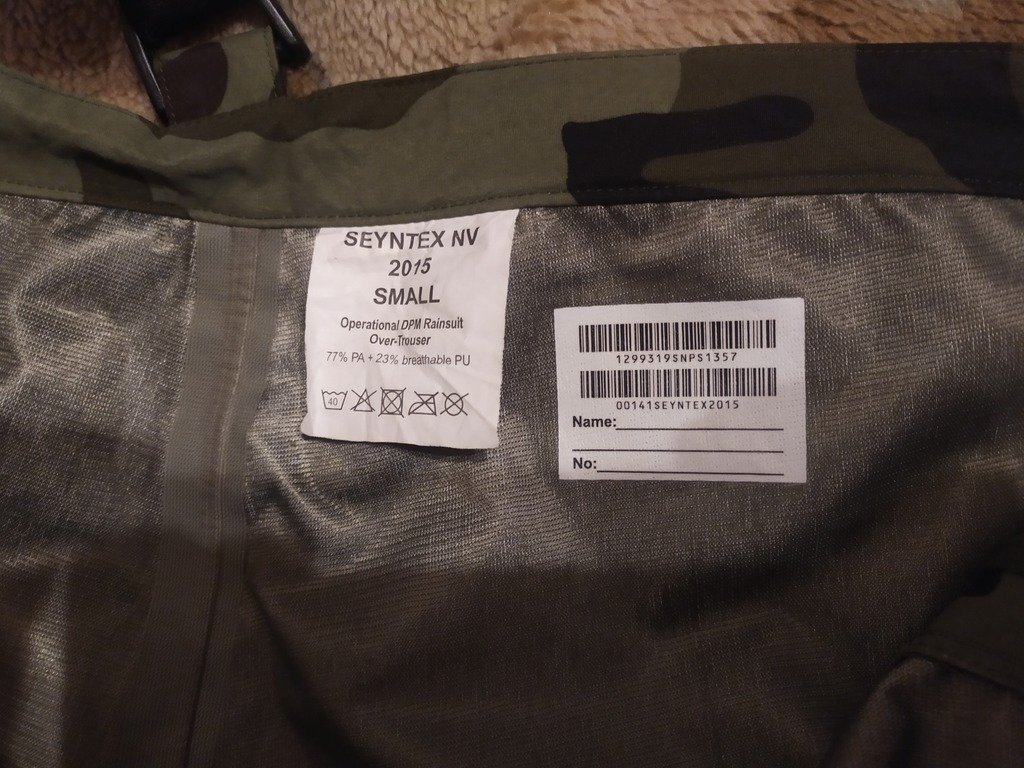 SEYNTEX NV
2015
SMALL
Operational DPM Rainsuit
Over-Trouser
77% PA + 23% breathable PU
40
1299319SNPS1357
00141SEYNTEX2015
Name:
No: